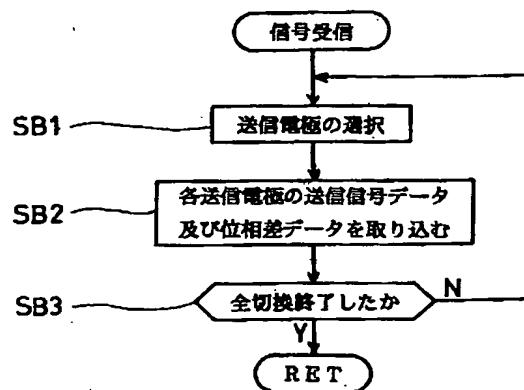 信号受信
SB1
送信電極の選択
SB2
各送信電極の送信信号データ
及び位相差データを取り込む
SB3
全切換終了したか
N
Y
RET